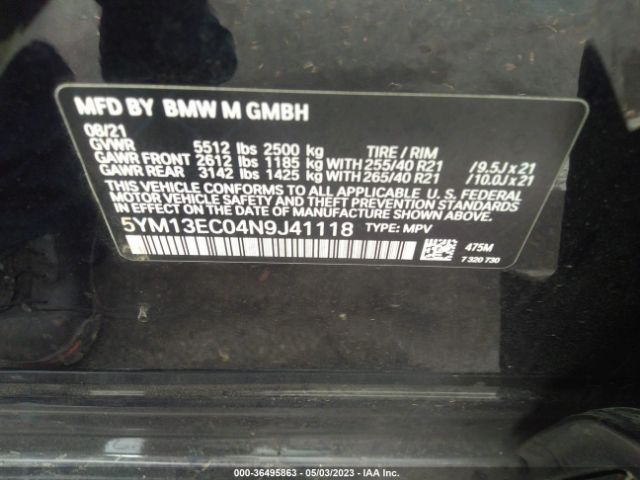 MFD BY BMW M GMBH
08/21
GVWR 5512 lbs 2500 kg TIRE / RIM
GAWR FRONT 2612 lbs 1185 kg WITH 255/40 R21 /9.5J x 21
GAWR REAR 3142 lbs 1425 kg WITH 265/40 R21 /10.0J x 21
THIS VEHICLE CONFORMS TO ALL APPLICABLE U.S. FEDERAL
MOTOR VEHICLE SAFETY AND THEFT PREVENTION STANDARDS
IN EFFECT ON THE DATE OF MANUFACTURE SHOWN ABOVE.
5YM13EC04N9J41118 TYPE: MPV
475M
7 320 730
© 36495863 - 05/03/2023 - IAA Inc.